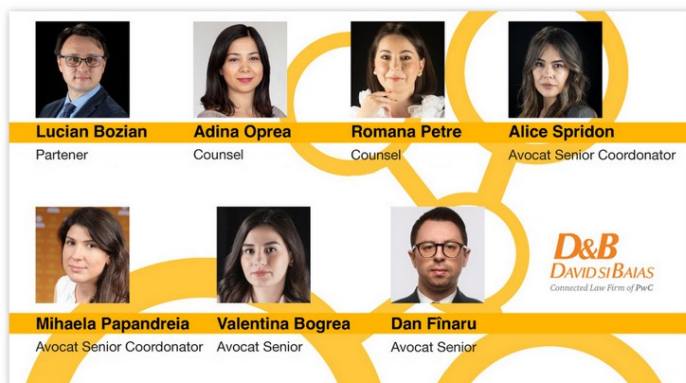 Lucian Bozian
Partener
Adina Oprea
Counsel
Romana Petre
Counsel
Alice Spridon
Avocat Senior Coordonator
Mihaela Papandreia
Avocat Senior Coordonator
Valentina Bogrea
Avocat Senior
Dan Fînaru
Avocat Senior
D&B
DAVID SI BAIAS
Connected Law Firm of PwC